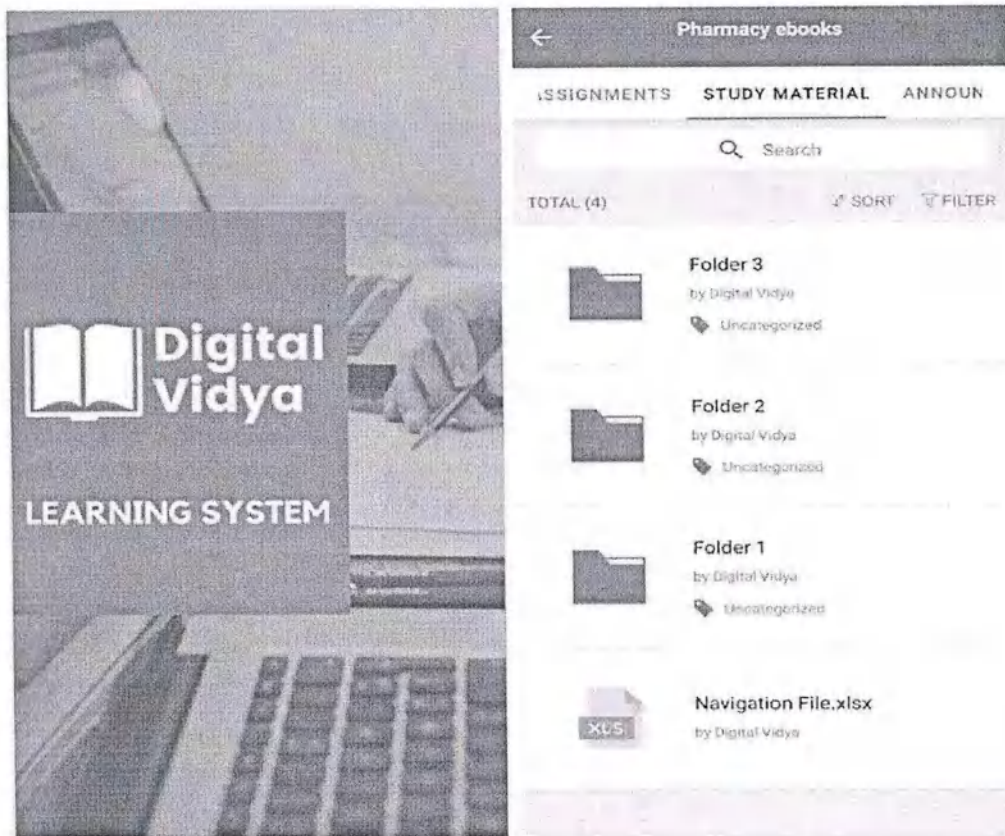 Digital
Vidya
LEARNING SYSTEM
Pharmacy ebooks
SSIGNMENTS STUDY MATERIAL ANNOUN
Search
TOTAL (4) SORT FILTER
Folder 3
by Digital Vidya
Uncategorized
Folder 2
by Digital Vidya
Uncategorized
Folder 1
by Digital Vidya
Uncategorized
XLS
Navigation File.xlsx
by Digital Vidya